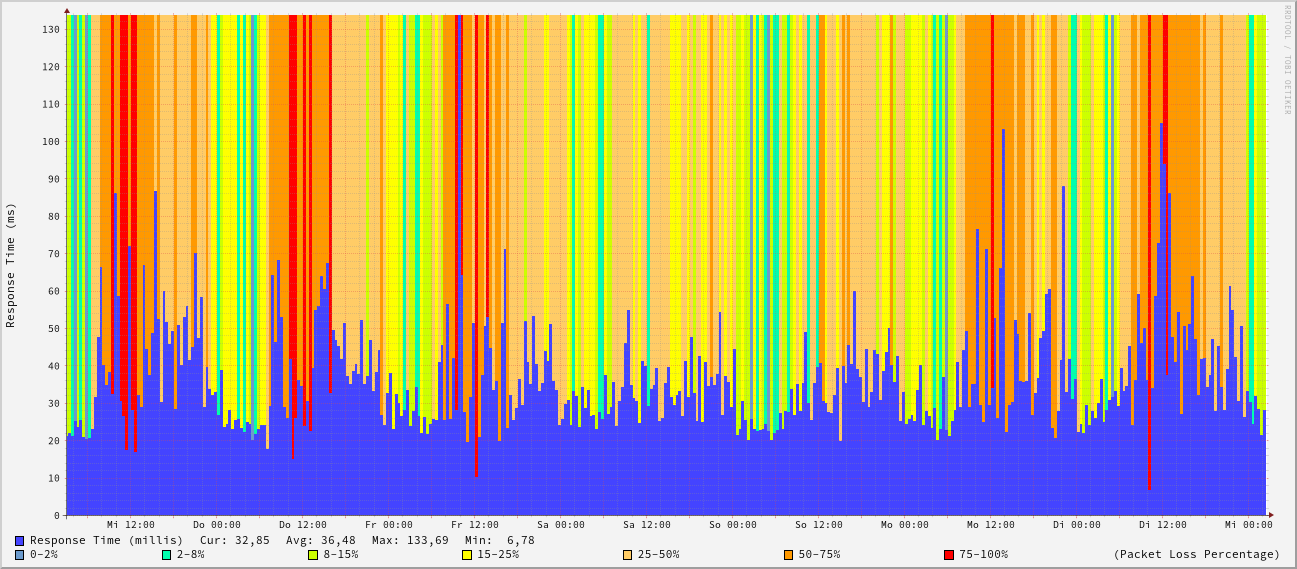 RRDTOOL / TOBI OETIKER
Response Time (ms)
130
120
110
100
90
80
70
60
50
40
30
20
10
0
Mi 12:00 Do 00:00 Do 12:00 Fr 00:00 Fr 12:00 Sa 00:00 Sa 12:00 So 00:00 So 12:00 Mo 00:00 Mo 12:00 Di 00:00 Di 12:00 Mi 00:00
Response Time (millis) Cur: 32,85 Avg: 36,48 Max: 133,69 Min: 6,78
0-2% 2-8% 8-15% 15-25% 25-50% 50-75% 75-100% (Packet Loss Percentage)